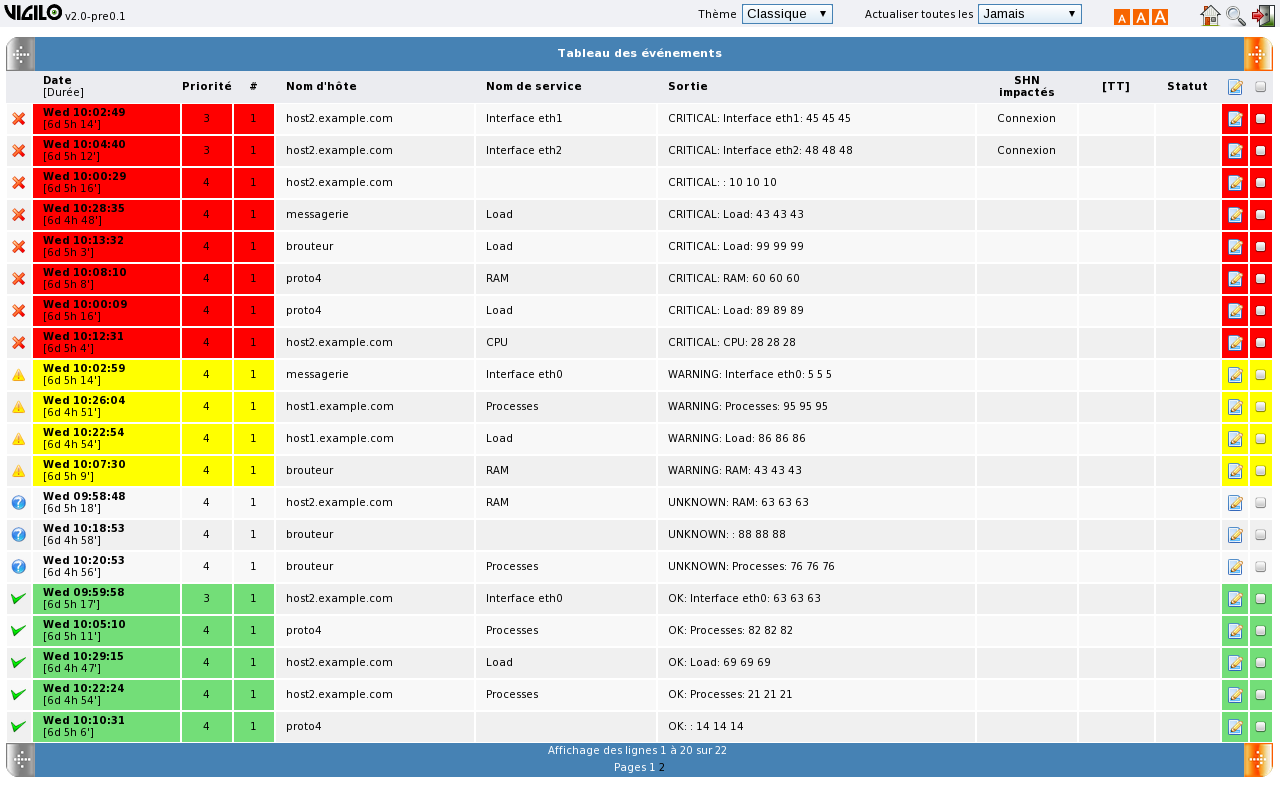 VIGILO v2.0-pre0.1 Thème Classique Actualiser toutes les Jamais A A A
Tableau des événements
Date [Durée] Priorité # Nom d'hôte Nom de service Sortie SHN impactés [TT] Statut
Wed 10:02:49 [6d 5h 14'] 3 1 host2.example.com Interface eth1 CRITICAL: Interface eth1: 45 45 45 Connexion
Wed 10:04:40 [6d 5h 12'] 3 1 host2.example.com Interface eth2 CRITICAL: Interface eth2: 48 48 48 Connexion
Wed 10:00:29 [6d 5h 16'] 4 1 host2.example.com CRITICAL: : 10 10 10
Wed 10:28:35 [6d 4h 48'] 4 1 messagerie Load CRITICAL: Load: 43 43 43
Wed 10:13:32 [6d 5h 3'] 4 1 brouteur Load CRITICAL: Load: 99 99 99
Wed 10:08:10 [6d 5h 8'] 4 1 proto4 RAM CRITICAL: RAM: 60 60 60
Wed 10:00:09 [6d 5h 16'] 4 1 proto4 Load CRITICAL: Load: 89 89 89
Wed 10:12:31 [6d 5h 4'] 4 1 host2.example.com CPU CRITICAL: CPU: 28 28 28
Wed 10:02:59 [6d 5h 14'] 4 1 messagerie Interface eth0 WARNING: Interface eth0: 5 5 5
Wed 10:26:04 [6d 4h 51'] 4 1 host1.example.com Processes WARNING: Processes: 95 95 95
Wed 10:22:54 [6d 4h 54'] 4 1 host1.example.com Load WARNING: Load: 86 86 86
Wed 10:07:30 [6d 5h 9'] 4 1 brouteur RAM WARNING: RAM: 43 43 43
Wed 09:58:48 [6d 5h 18'] 4 1 host2.example.com RAM UNKNOWN: RAM: 63 63 63
Wed 10:18:53 [6d 4h 58'] 4 1 brouteur UNKNOWN: : 88 88 88
Wed 10:20:53 [6d 4h 56'] 4 1 brouteur Processes UNKNOWN: Processes: 76 76 76
Wed 09:59:58 [6d 5h 17'] 3 1 host2.example.com Interface eth0 OK: Interface eth0: 63 63 63
Wed 10:05:10 [6d 5h 11'] 4 1 proto4 Processes OK: Processes: 82 82 82
Wed 10:29:15 [6d 4h 47'] 4 1 host2.example.com Load OK: Load: 69 69 69
Wed 10:22:24 [6d 4h 54'] 4 1 host2.example.com Processes OK: Processes: 21 21 21
Wed 10:10:31 [6d 5h 6'] 4 1 proto4 OK: : 14 14 14
Affichage des lignes 1 à 20 sur 22
Pages 1 2